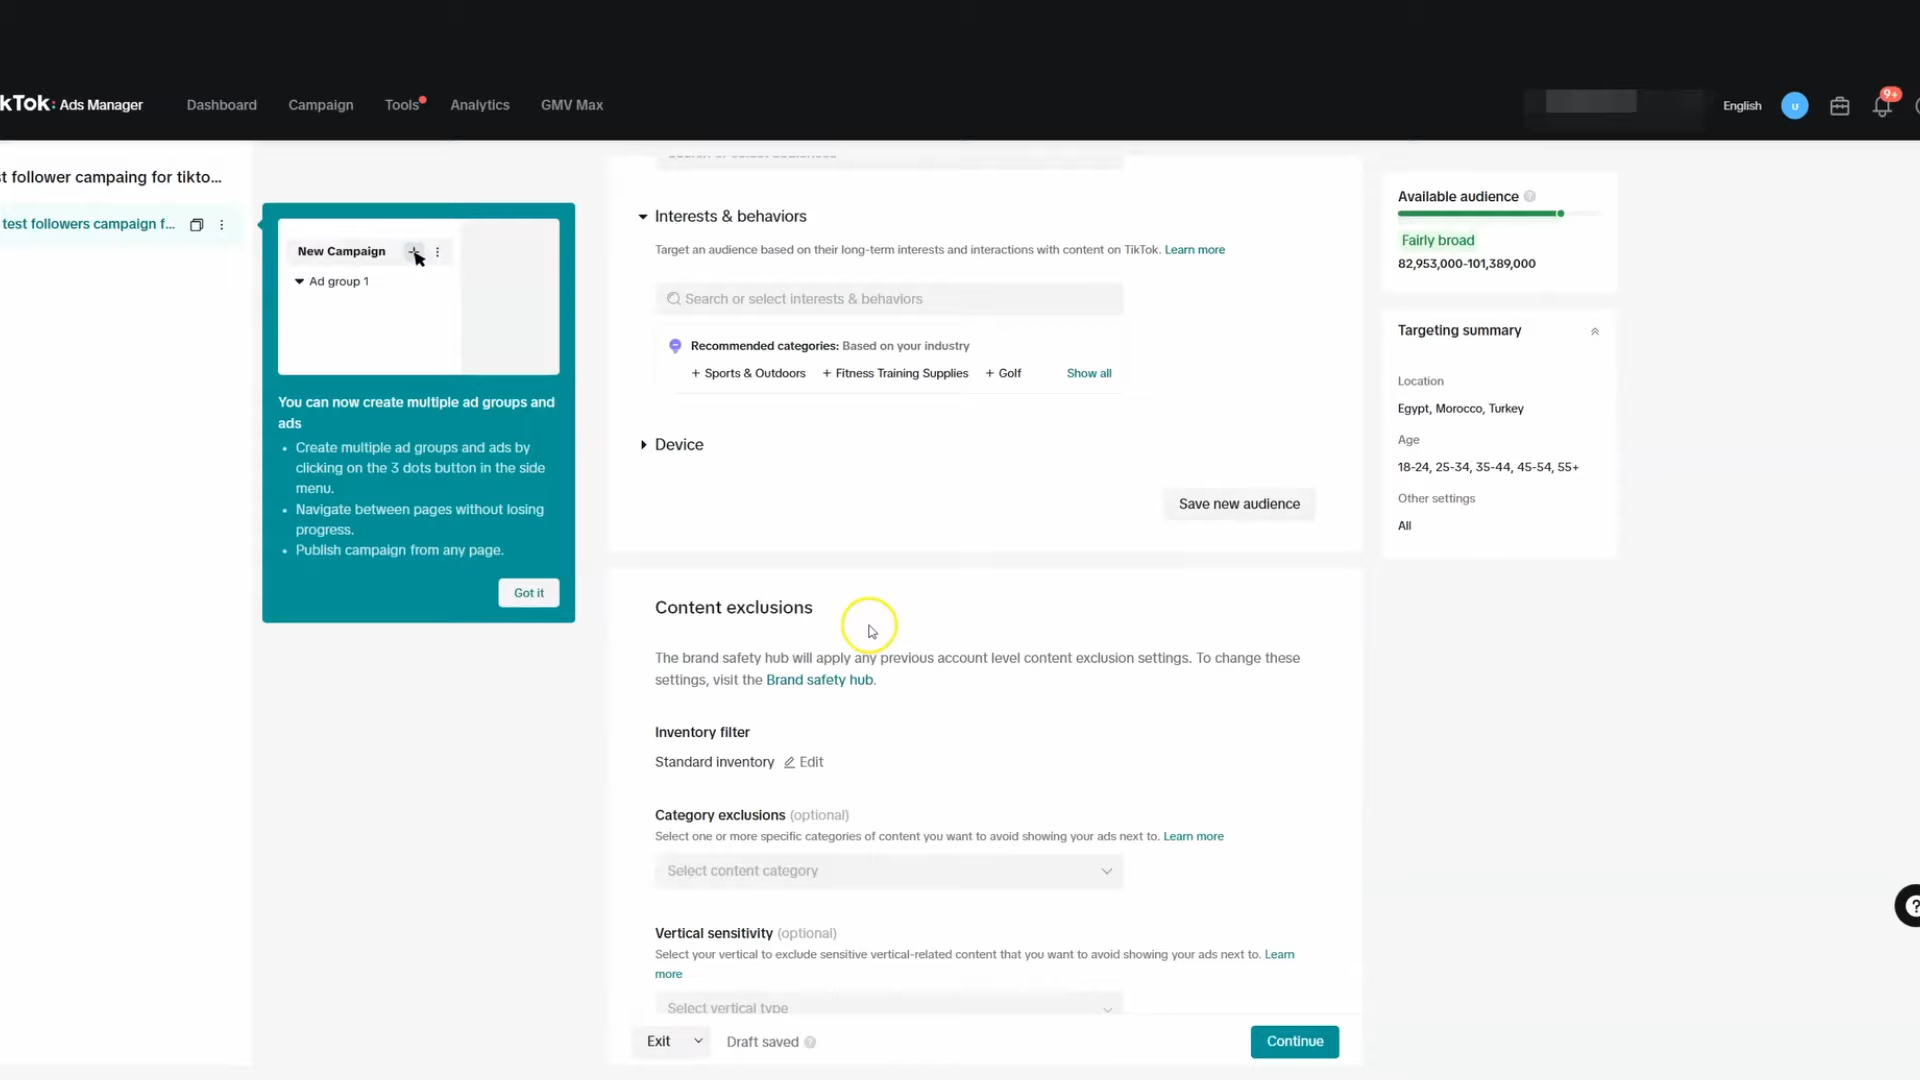 kTok: Ads Manager
Dashboard
Campaign
Tools
Analytics
GMV Max
English
U
9+
st follower campaing for tikto...
test followers campaign f...
New Campaign
Ad group 1
You can now create multiple ad groups and
ads
• Create multiple ad groups and ads by
clicking on the 3 dots button in the side
menu.
• Navigate between pages without losing
progress.
• Publish campaign from any page.
Got it
Search or select audiences
Interests & behaviors
Target an audience based on their long-term interests and interactions with content on TikTok. Learn more
Search or select interests & behaviors
Recommended categories: Based on your industry
+ Sports & Outdoors + Fitness Training Supplies + Golf Show all
Device
Save new audience
Content exclusions
The brand safety hub will apply any previous account level content exclusion settings. To change these
settings, visit the Brand safety hub.
Inventory filter
Standard inventory Edit
Category exclusions (optional)
Select one or more specific categories of content you want to avoid showing your ads next to. Learn more
Select content category
Vertical sensitivity (optional)
Select your vertical to exclude sensitive vertical-related content that you want to avoid showing your ads next to. Learn
more
Select vertical type
Exit
Draft saved ?
Continue
Available audience ?
Fairly broad
82,953,000-101,389,000
Targeting summary
Location
Egypt, Morocco, Turkey
Age
18-24, 25-34, 35-44, 45-54, 55+
Other settings
All
?